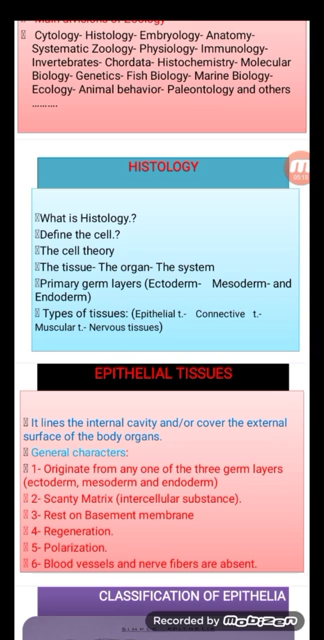 Main divisions of Zoology
Cytology- Histology- Embryology- Anatomy-
Systematic Zoology- Physiology- Immunology-
Invertebrates- Chordata- Histochemistry- Molecular
Biology- Genetics- Fish Biology- Marine Biology-
Ecology- Animal behavior- Paleontology and others
..........
HISTOLOGY
What is Histology.?
Define the cell.?
The cell theory
The tissue- The organ- The system
Primary germ layers (Ectoderm- Mesoderm- and
Endoderm)
Types of tissues: (Epithelial t.- Connective t.-
Muscular t.- Nervous tissues)
EPITHELIAL TISSUES
It lines the internal cavity and/or cover the external
surface of the body organs.
General characters:
1- Originate from any one of the three germ layers
(ectoderm, mesoderm and endoderm)
2- Scanty Matrix (intercellular substance).
3- Rest on Basement membrane
4- Regeneration.
5- Polarization.
6- Blood vessels and nerve fibers are absent.
CLASSIFICATION OF EPITHELIA
Recorded by mobizen